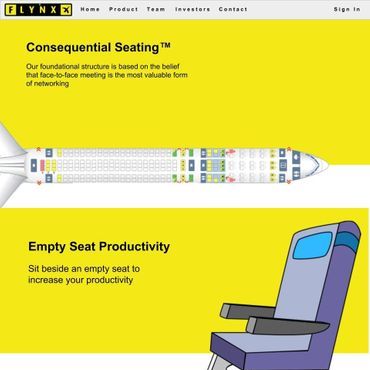 FLYNX
Home Product Team Investors Contact Sign In
Consequential Seating™
Our foundational structure is based on the belief
that face-to-face meeting is the most valuable form
of networking
Empty Seat Productivity
Sit beside an empty seat to
increase your productivity